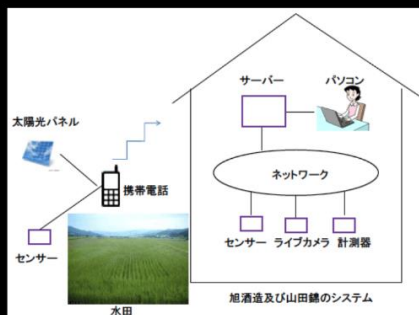 サーバー
パソコン
太陽光パネル
携帯電話
ネットワーク
センサー
センサー
ライブカメラ
計測器
水田
旭酒造及び山田錦のシステム